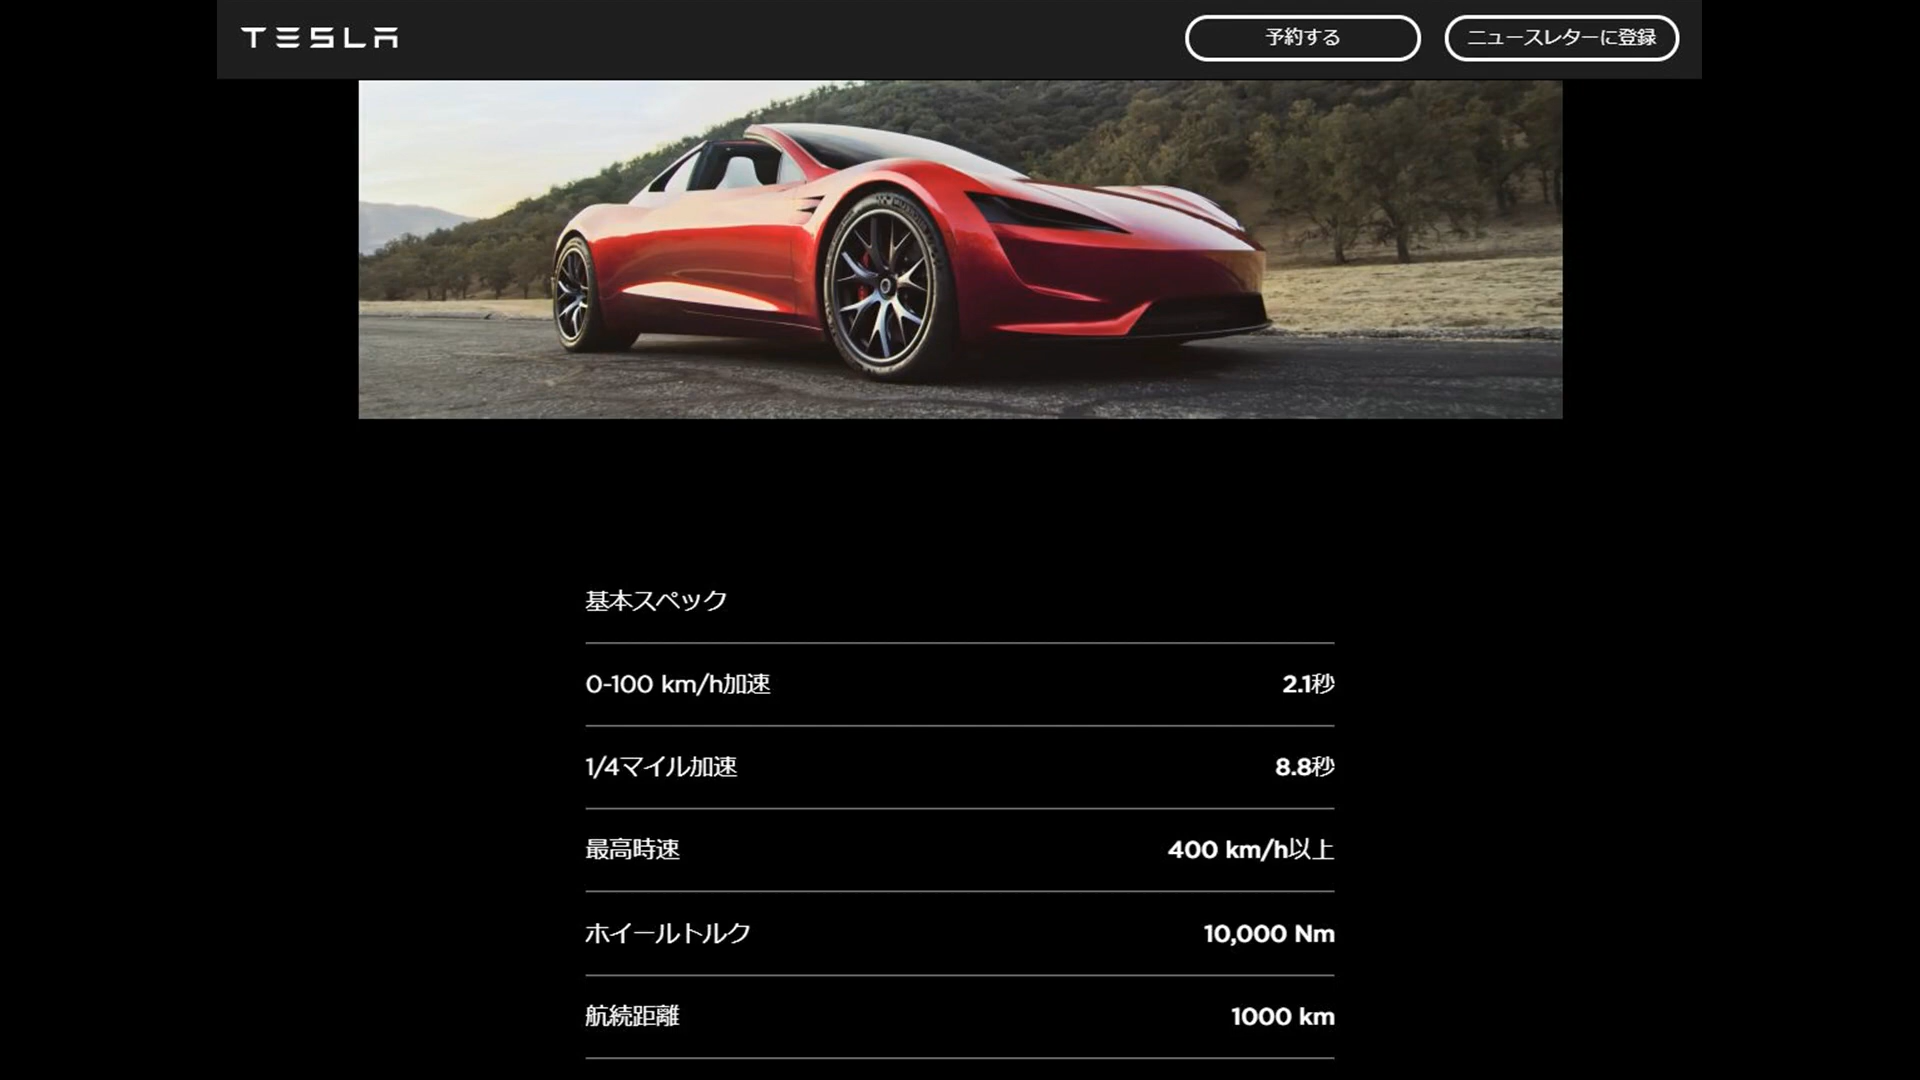 TESLA
予約する
ニュースレターに登録
基本スペック
0-100 km/h加速 2.1秒
1/4マイル加速 8.8秒
最高時速 400 km/h以上
ホイールトルク 10,000 Nm
航続距離 1000 km